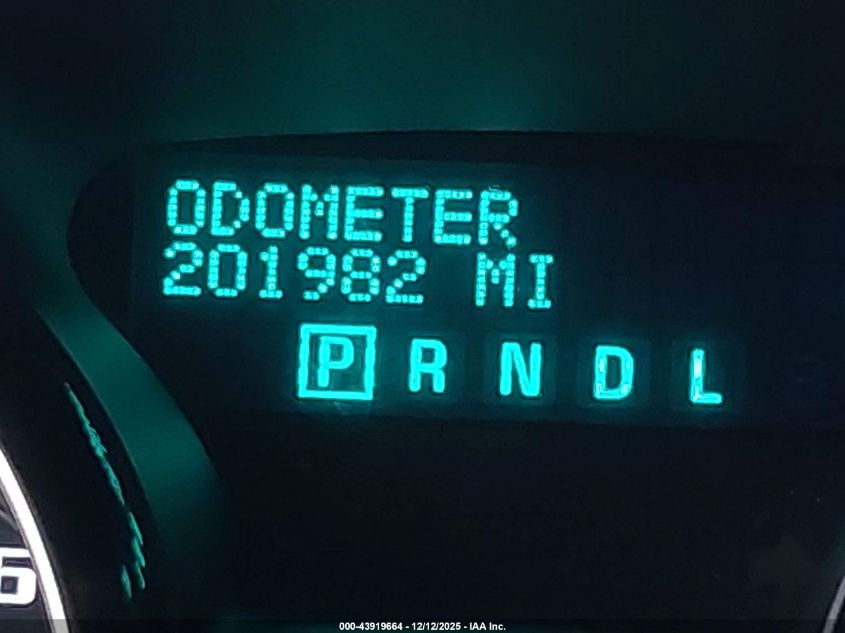 ODOMETER
201982 MI
P R N D L
000-43919664 - 12/12/2025 - IAA Inc.